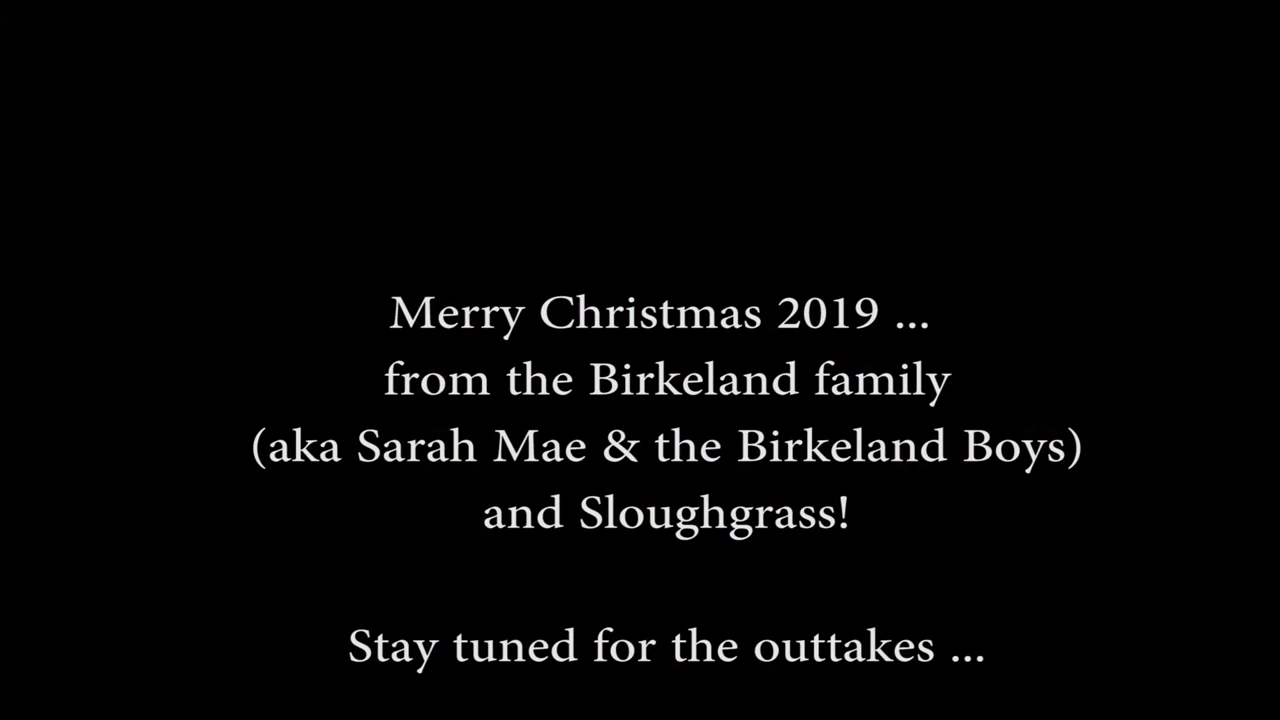 Merry Christmas 2019 ...
from the Birkeland family
(aka Sarah Mae & the Birkeland Boys)
and Sloughgrass!
Stay tuned for the outtakes ...